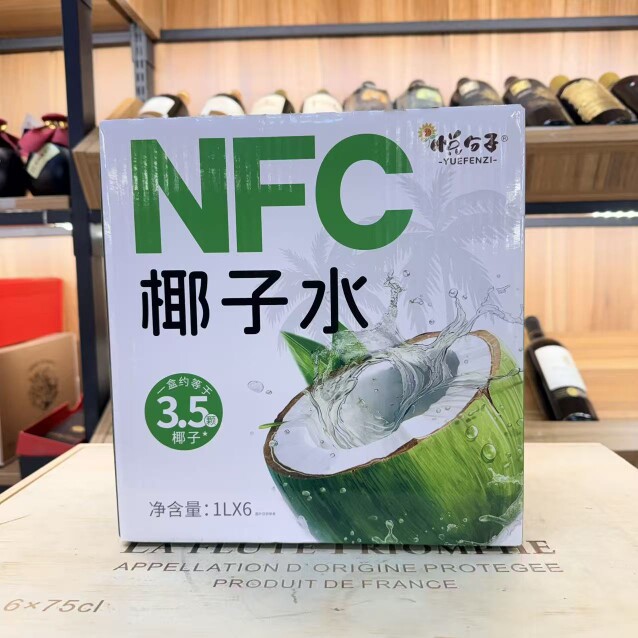 悦分子®
-YUEFENZI-
NFC
椰子水
一盒约等于
3.5颗
椰子*
净含量:1LX6
LA FLUTE TRIOMPHE
APPELLATION D'ORIGINE PROTEGEE
PRODUIT DE FRANCE
6×75cl